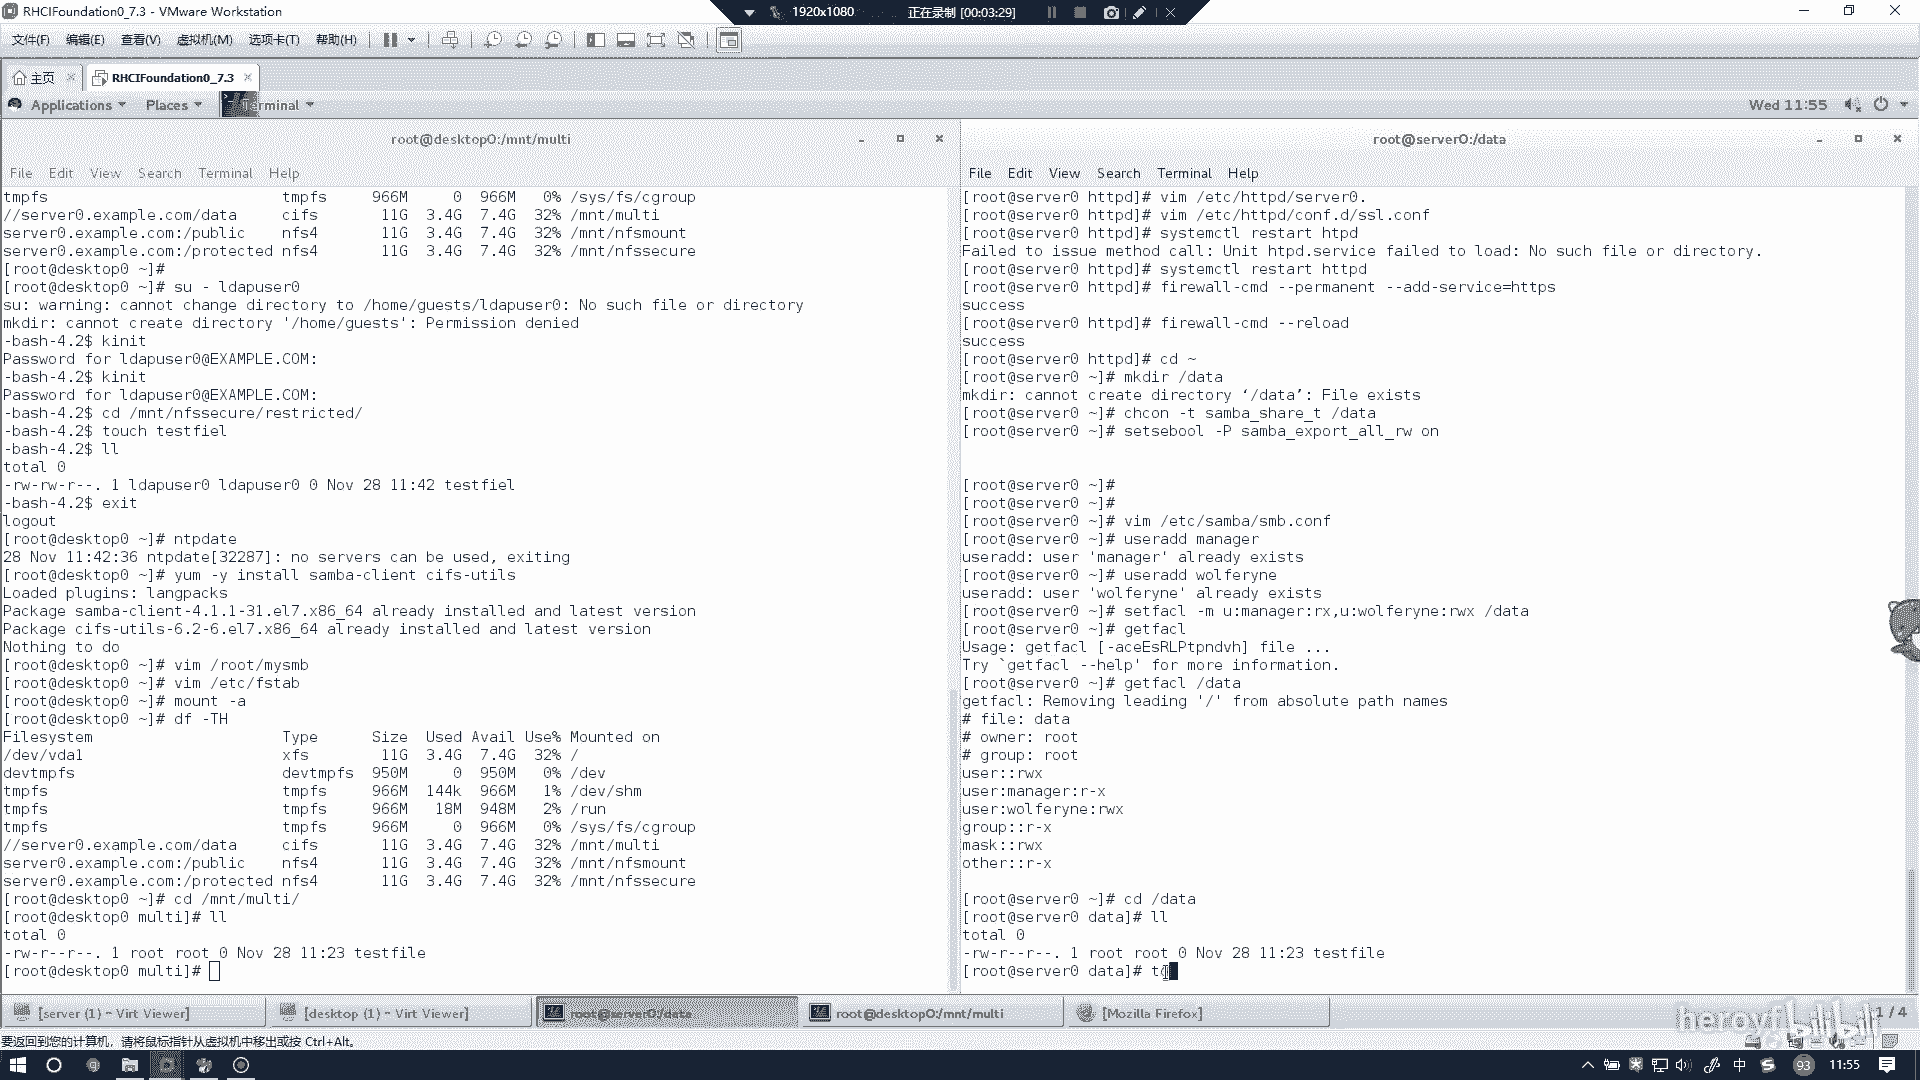 RHCIFoundation0_7.3 - VMware Workstation
1920x1080
正在录制 [00:03:29]
文件(F) 编辑(E) 查看(V) 虚拟机(M) 选项卡(T) 帮助(H)
主页
RHCIFoundation0_7.3
Applications Places Terminal
Wed 11:55
root@desktop0:/mnt/multi
File Edit View Search Terminal Help
tmpfs tmpfs 966M 0 966M 0% /sys/fs/cgroup
//server0.example.com/data cifs 11G 3.4G 7.4G 32% /mnt/multi
server0.example.com:/public nfs4 11G 3.4G 7.4G 32% /mnt/nfsmount
server0.example.com:/protected nfs4 11G 3.4G 7.4G 32% /mnt/nfssecure
[root@desktop0 ~]#
[root@desktop0 ~]# su - ldapuser0
su: warning: cannot change directory to /home/guests/ldapuser0: No such file or directory
mkdir: cannot create directory '/home/guests': Permission denied
-bash-4.2$ kinit
Password for ldapuser0@EXAMPLE.COM:
-bash-4.2$ kinit
Password for ldapuser0@EXAMPLE.COM:
-bash-4.2$ cd /mnt/nfssecure/restricted/
-bash-4.2$ touch testfiel
-bash-4.2$ ll
total 0
-rw-rw-r--. 1 ldapuser0 ldapuser0 0 Nov 28 11:42 testfiel
-bash-4.2$ exit
logout
[root@desktop0 ~]# ntpdate
28 Nov 11:42:36 ntpdate[32287]: no servers can be used, exiting
[root@desktop0 ~]# yum -y install samba-client cifs-utils
Loaded plugins: langpacks
Package samba-client-4.1.1-31.el7.x86_64 already installed and latest version
Package cifs-utils-6.2-6.el7.x86_64 already installed and latest version
Nothing to do
[root@desktop0 ~]# vim /root/mysmb
[root@desktop0 ~]# vim /etc/fstab
[root@desktop0 ~]# mount -a
[root@desktop0 ~]# df -TH
Filesystem Type Size Used Avail Use% Mounted on
/dev/vda1 xfs 11G 3.4G 7.4G 32% /
devtmpfs devtmpfs 950M 0 950M 0% /dev
tmpfs tmpfs 966M 144k 966M 1% /dev/shm
tmpfs tmpfs 966M 18M 948M 2% /run
tmpfs tmpfs 966M 0 966M 0% /sys/fs/cgroup
//server0.example.com/data cifs 11G 3.4G 7.4G 32% /mnt/multi
server0.example.com:/public nfs4 11G 3.4G 7.4G 32% /mnt/nfsmount
server0.example.com:/protected nfs4 11G 3.4G 7.4G 32% /mnt/nfssecure
[root@desktop0 ~]# cd /mnt/multi/
[root@desktop0 multi]# ll
total 0
-rw-r--r--. 1 root root 0 Nov 28 11:23 testfile
[root@desktop0 multi]#
root@server0:/data
File Edit View Search Terminal Help
[root@server0 httpd]# vim /etc/httpd/server0.
[root@server0 httpd]# vim /etc/httpd/conf.d/ssl.conf
[root@server0 httpd]# systemctl restart htpd
Failed to issue method call: Unit htpd.service failed to load: No such file or directory.
[root@server0 httpd]# systemctl restart httpd
[root@server0 httpd]# firewall-cmd --permanent --add-service=https
success
[root@server0 httpd]# firewall-cmd --reload
success
[root@server0 httpd]# cd ~
[root@server0 ~]# mkdir /data
mkdir: cannot create directory ‘/data’: File exists
[root@server0 ~]# chcon -t samba_share_t /data
[root@server0 ~]# setsebool -P samba_export_all_rw on
[root@server0 ~]#
[root@server0 ~]#
[root@server0 ~]# vim /etc/samba/smb.conf
[root@server0 ~]# useradd manager
useradd: user 'manager' already exists
[root@server0 ~]# useradd wolferyne
useradd: user 'wolferyne' already exists
[root@server0 ~]# setfacl -m u:manager:rx,u:wolferyne:rwx /data
[root@server0 ~]# getfacl
Usage: getfacl [-aceEsRLPtpndvh] file ...
Try `getfacl --help' for more information.
[root@server0 ~]# getfacl /data
getfacl: Removing leading '/' from absolute path names
# file: data
# owner: root
# group: root
user::rwx
user:manager:r-x
user:wolferyne:rwx
group::r-x
mask::rwx
other::r-x
[root@server0 ~]# cd /data
[root@server0 data]# ll
total 0
-rw-r--r--. 1 root root 0 Nov 28 11:23 testfile
[root@server0 data]# to
[server (1) - Virt Viewer]
[desktop (1) - Virt Viewer]
root@server0:/data
root@desktop0:/mnt/multi
[Mozilla Firefox]
1 / 4
bilibili
要返回到您的计算机，请将鼠标指针从虚拟机中移出或按 Ctrl+Alt。
中
93
11:55